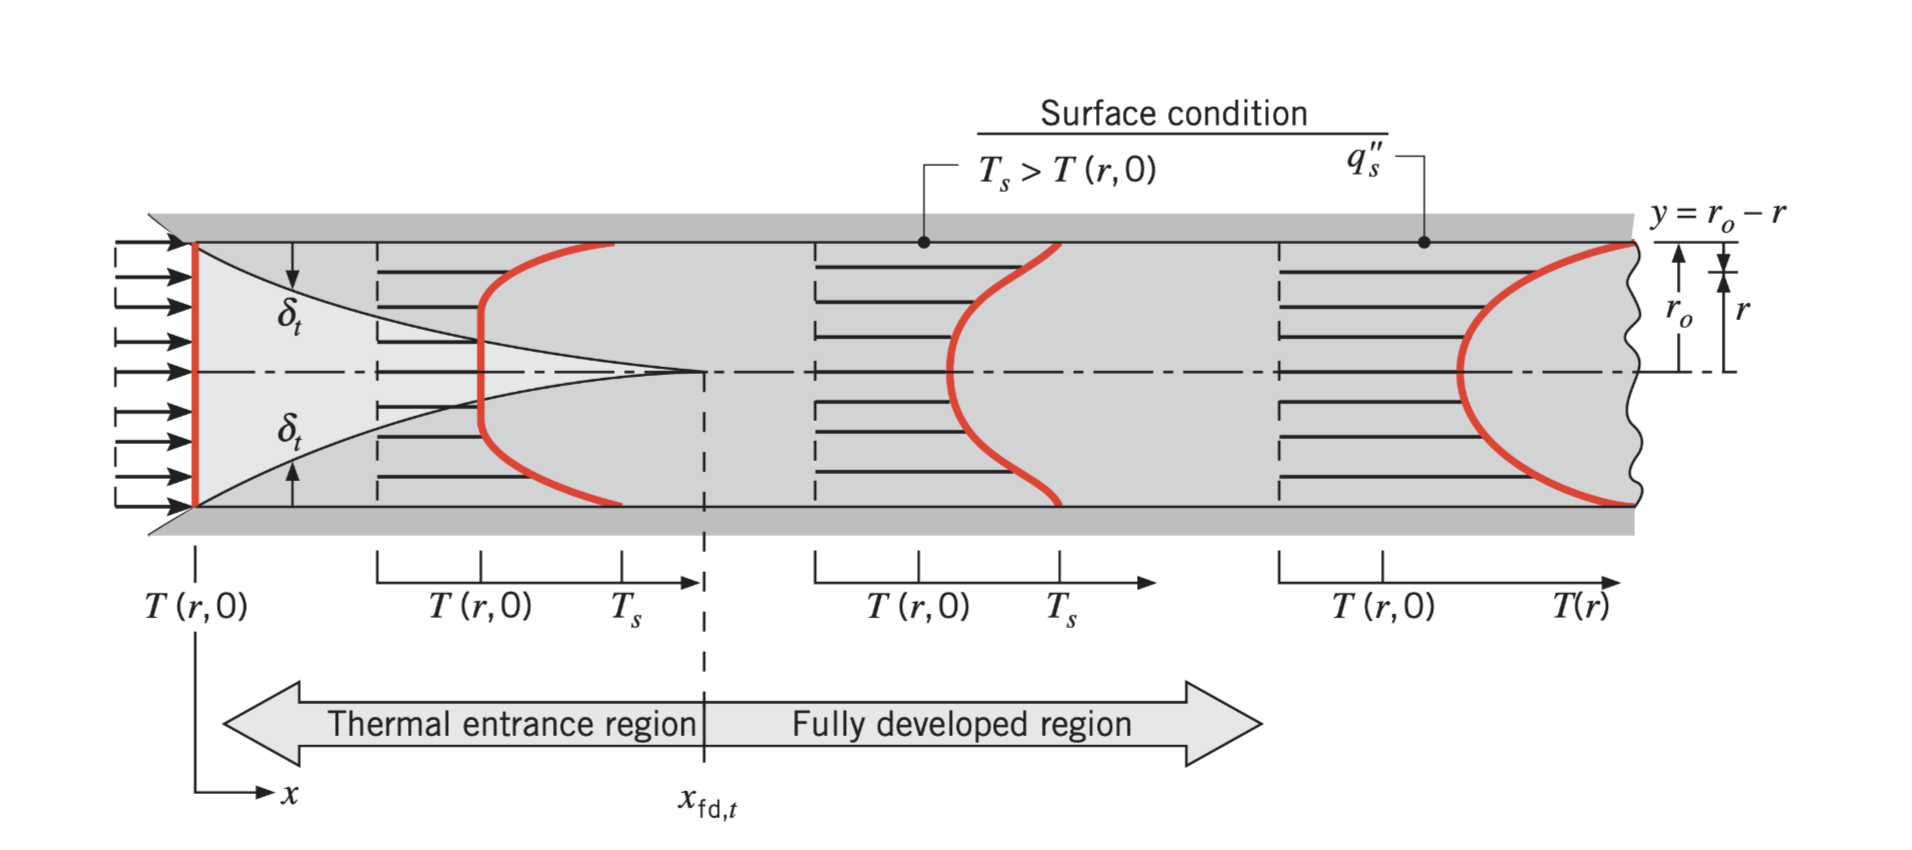 Surface condition
T_s > T (r, 0)
q″_s
y = r_o – r
δ_t
r_o
r
δ_t
T (r, 0)
T (r, 0)
T_s
T (r, 0)
T_s
T (r, 0)
T(r)
Thermal entrance region
Fully developed region
x
x_fd,t